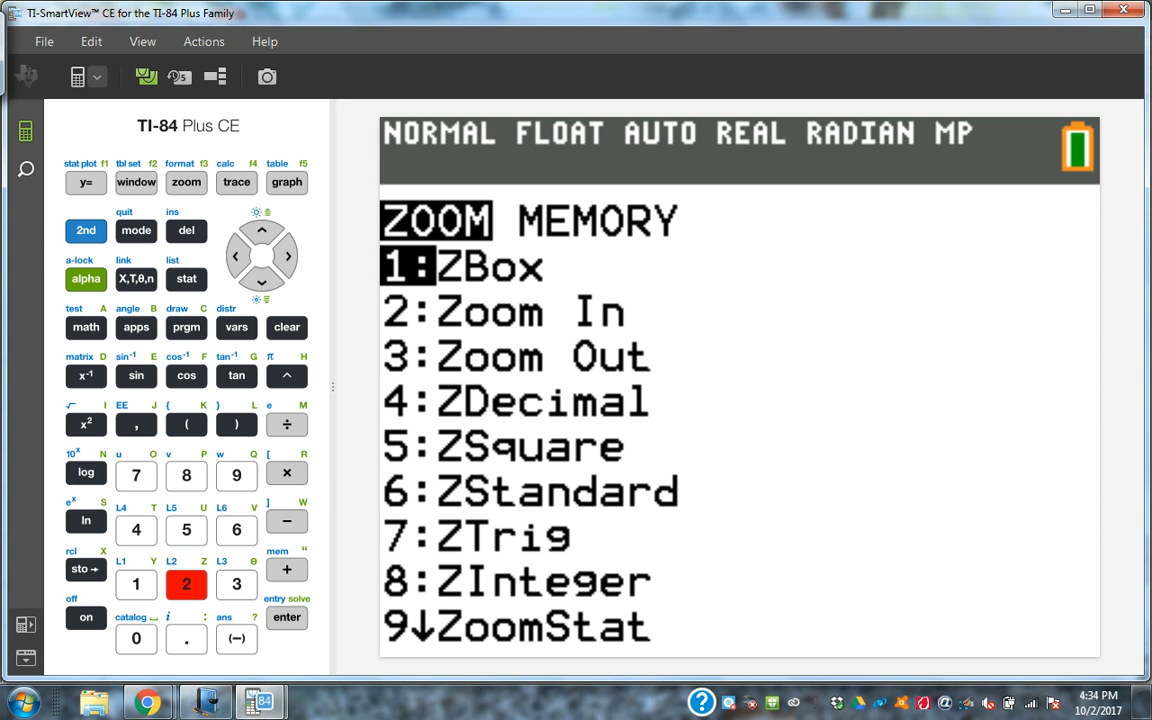 TI-SmartView™ CE for the TI-84 Plus Family
File Edit View Actions Help
TI-84 Plus CE
stat plot f1 tbl set f2 format f3 calc f4 table f5
y= window zoom trace graph
quit ins
2nd mode del
a-lock link list
alpha X,T,θ,n stat
test A angle B draw C distr
math apps prgm vars clear
matrix D sin⁻¹ E cos⁻¹ F tan⁻¹ G π H
x⁻¹ sin cos tan ^
√ I EE J { K } L e M
x² , ( ) ÷
10ˣ N u O v P w Q [ R
log 7 8 9 ×
eˣ S L4 T L5 U L6 V ] W
ln 4 5 6 −
rcl X L1 Y L2 Z L3 θ mem "
sto→ 1 2 3 +
off catalog ⎵ i : ans ? entry solve
on 0 . (−) enter
NORMAL FLOAT AUTO REAL RADIAN MP
ZOOM MEMORY
1:ZBox
2:Zoom In
3:Zoom Out
4:ZDecimal
5:ZSquare
6:ZStandard
7:ZTrig
8:ZInteger
9↓ZoomStat
84
4:34 PM
10/2/2017